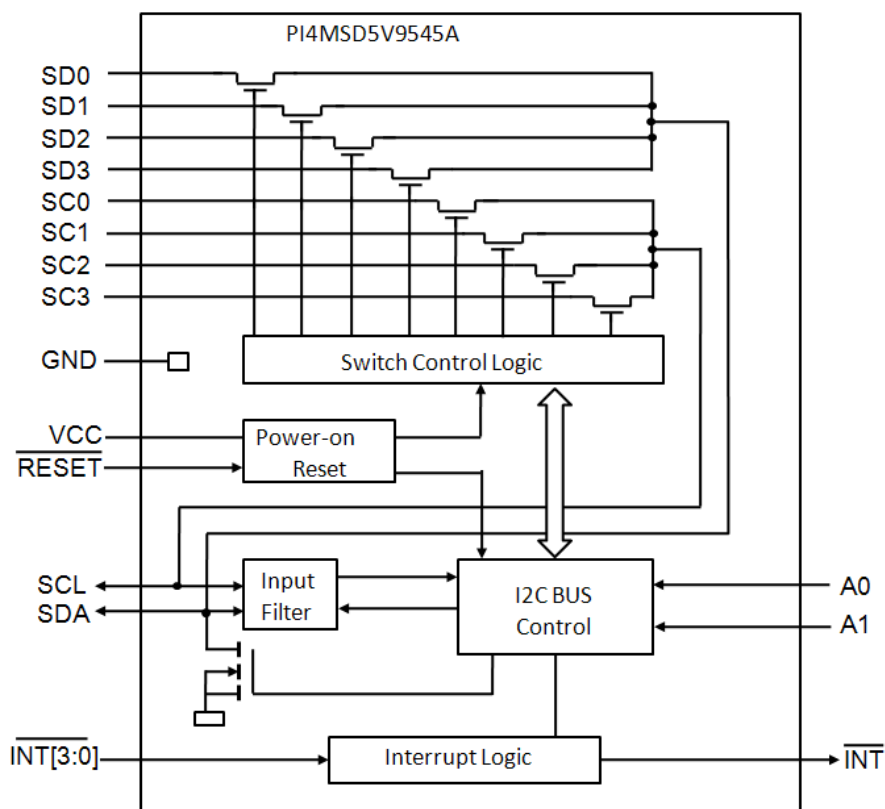 PI4MSD5V9545A
SD0
SD1
SD2
SD3
SC0
SC1
SC2
SC3
GND
Switch Control Logic
VCC
RESET
Power-on
Reset
SCL
SDA
Input
Filter
I2C BUS
Control
A0
A1
INT[3:0]
Interrupt Logic
INT